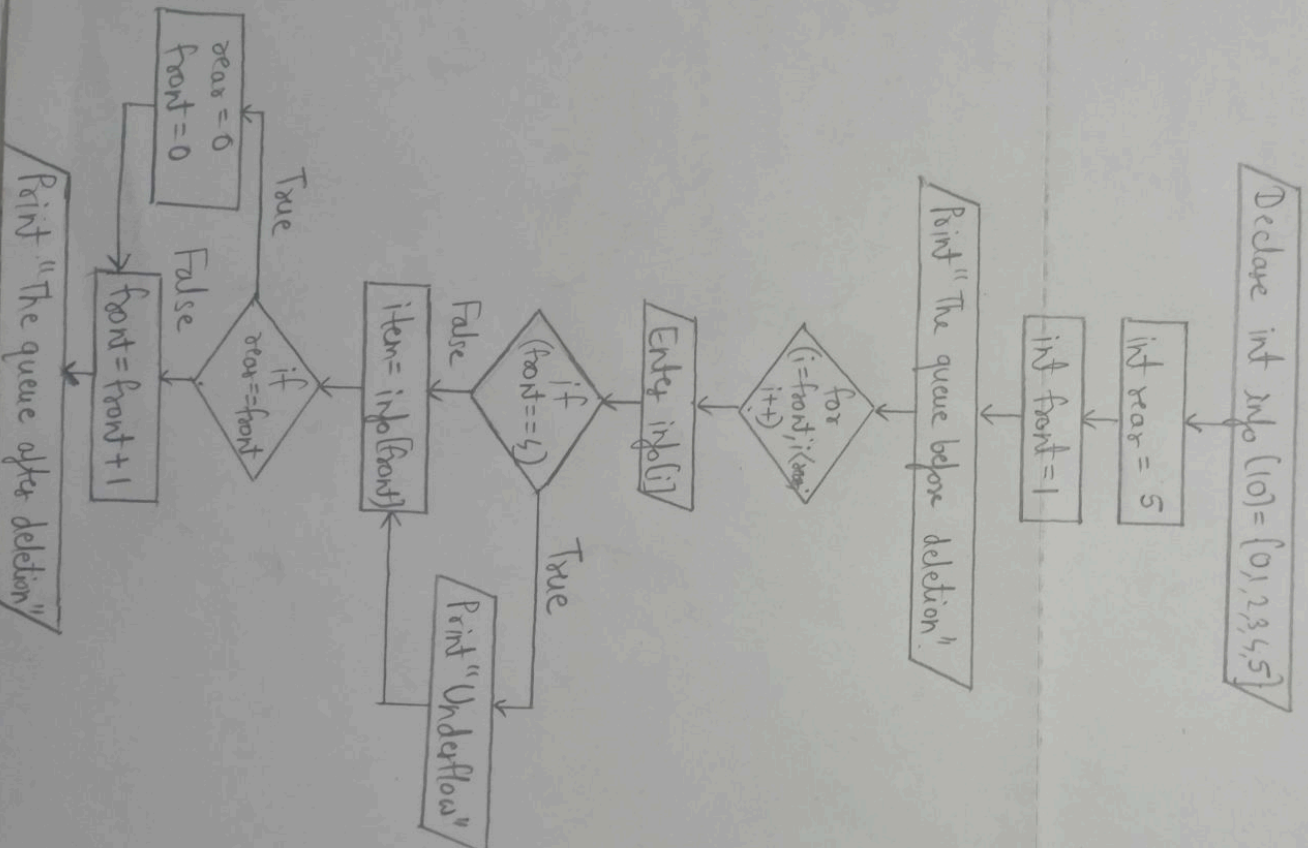 Declare int info (10) = {0,1,2,3,4,5}
int rear = 5
int front = 1
Print "The queue before deletion"
for
(i=front; i<rear;
i++)
Enter info[i]
if
(front==4)
True
Print "Underflow"
False
item= info[front]
if
rear==front
True
rear=0
front=0
False
front=front+1
Print "The queue after deletion"